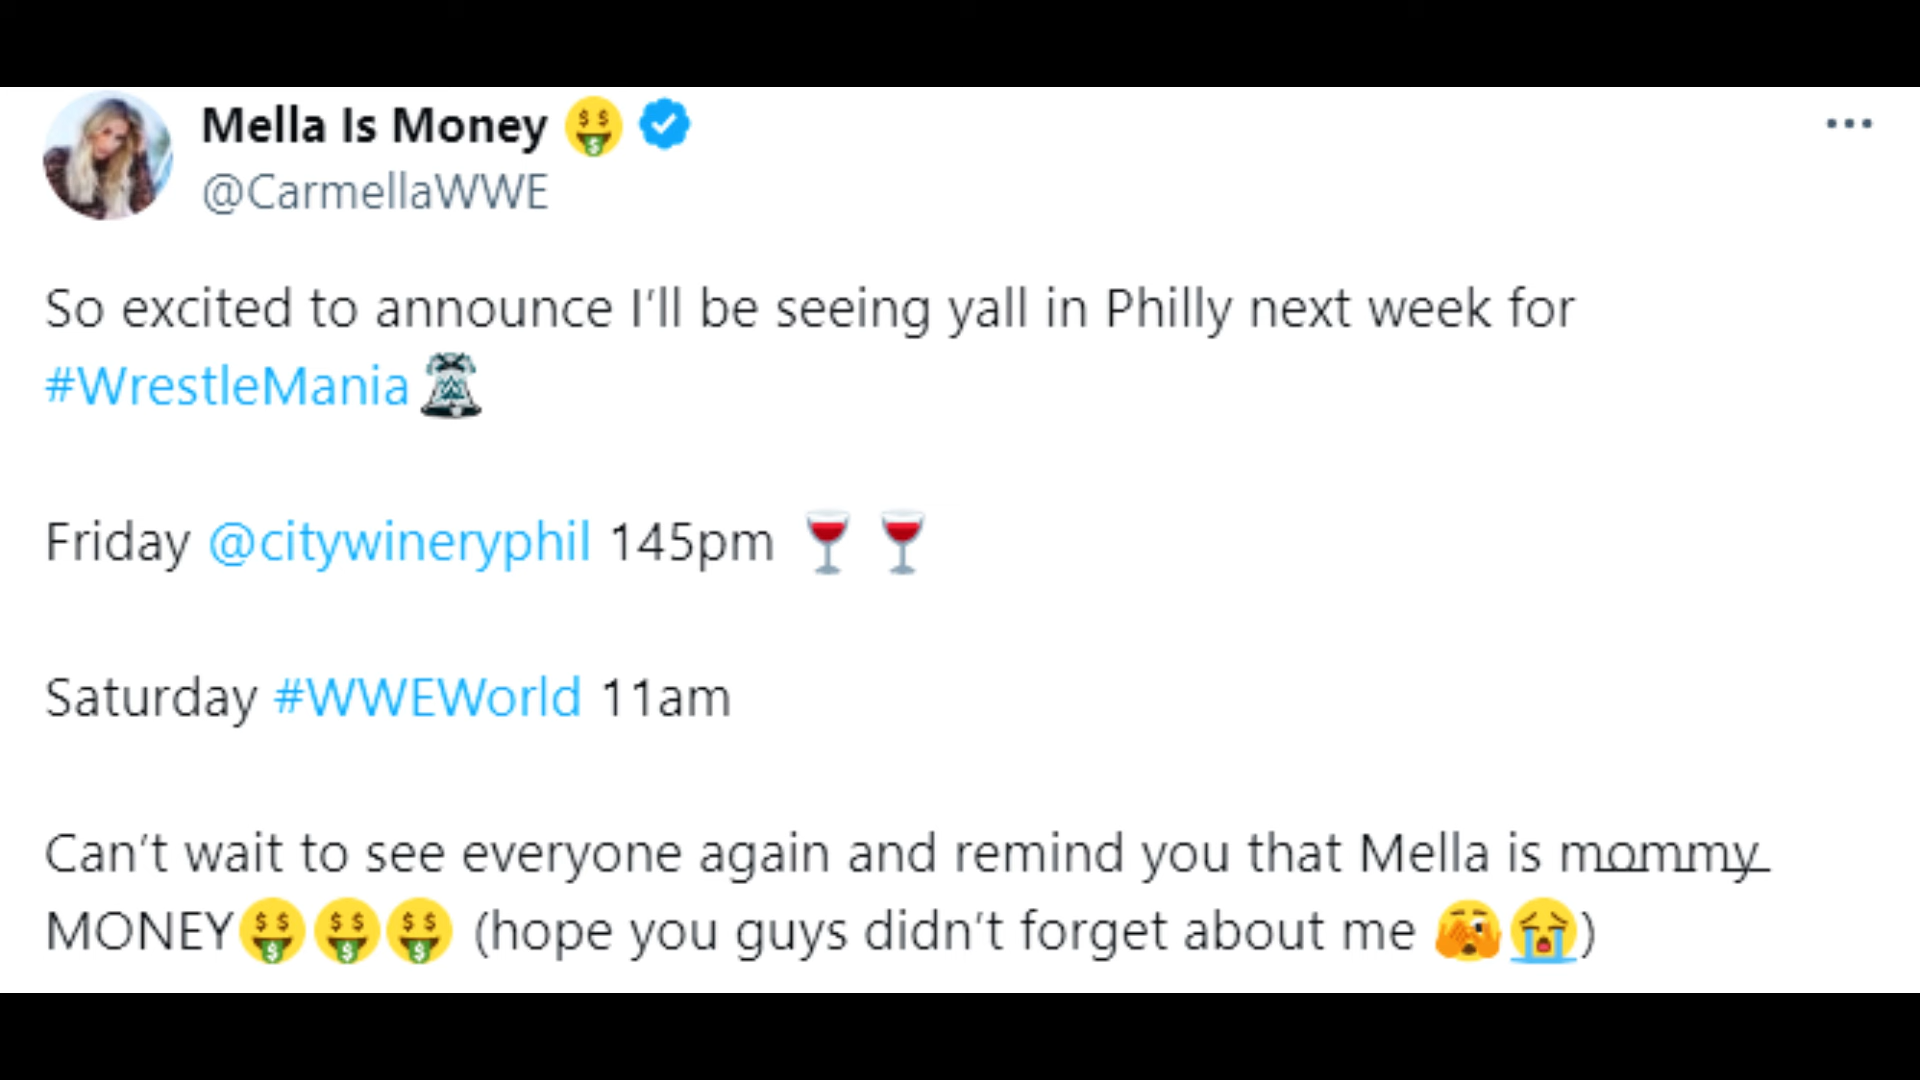 Mella Is Money 🤑
@CarmellaWWE
So excited to announce I'll be seeing yall in Philly next week for
#WrestleMania
Friday @citywineryphil 145pm 🍷 🍷
Saturday #WWEWorld 11am
Can't wait to see everyone again and remind you that Mella is mommy
MONEY🤑🤑🤑 (hope you guys didn't forget about me 🫣😭)